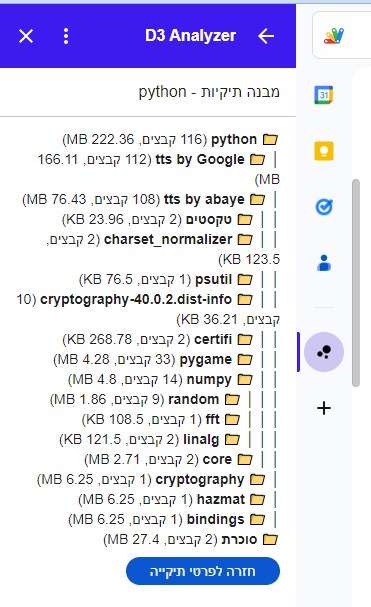 D3 Analyzer
מבנה תיקיות - python
python (116 קבצים, 222.36 MB)
tts by Google (112 קבצים, 166.11
MB)
tts by abaye (108 קבצים, 76.43 MB)
טקסטים (2 קבצים, 23.96 KB)
charset_normalizer (2 קבצים,
123.5 KB)
psutil (1 קבצים, 76.5 KB)
cryptography-40.0.2.dist-info (10
קבצים, 36.21 KB)
certifi (2 קבצים, 268.78 KB)
pygame (33 קבצים, 4.28 MB)
numpy (14 קבצים, 4.8 MB)
random (9 קבצים, 1.86 MB)
fft (1 קבצים, 108.5 KB)
linalg (2 קבצים, 121.5 KB)
core (2 קבצים, 2.71 MB)
cryptography (1 קבצים, 6.25 MB)
hazmat (1 קבצים, 6.25 MB)
bindings (1 קבצים, 6.25 MB)
סוכרת (2 קבצים, 27.4 MB)
חזרה לפרטי תיקייה
31